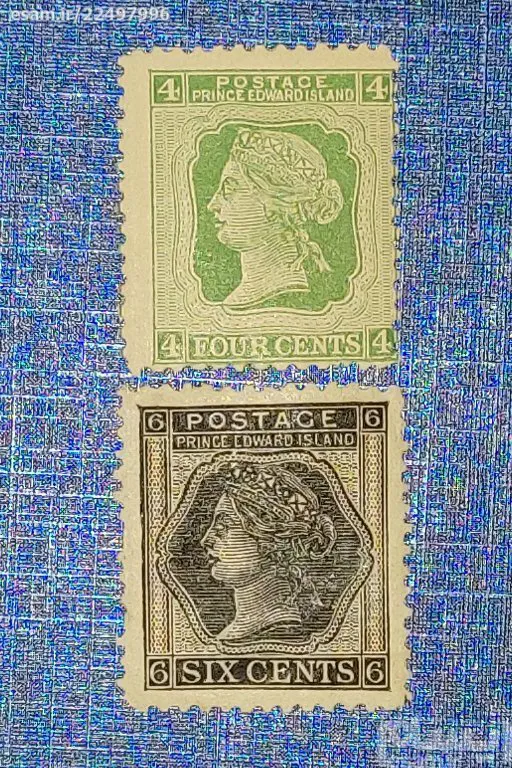 esam.ir/22497996
4 POSTAGE 4
PRINCE EDWARD ISLAND
4 FOUR CENTS 4
6 POSTAGE 6
PRINCE EDWARD ISLAND
6 SIX CENTS 6